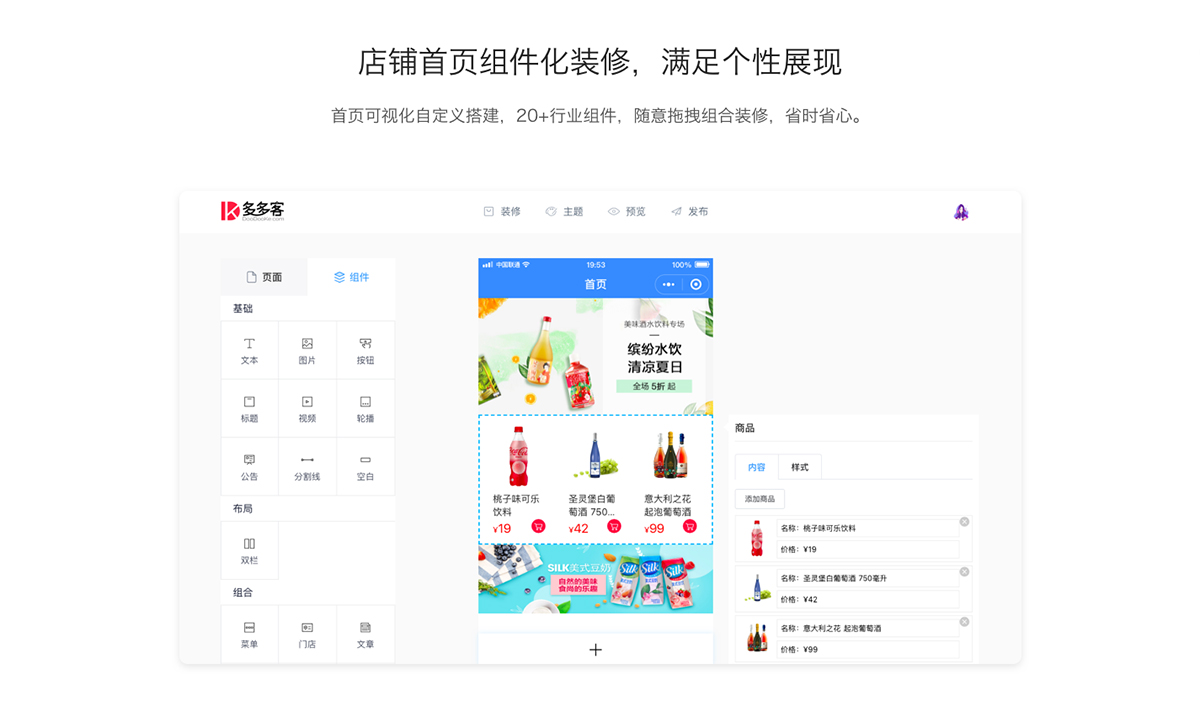 店铺首页组件化装修，满足个性展现
首页可视化自定义搭建，20+行业组件，随意拖拽组合装修，省时省心。
多多客
DooDooke.com
装修 主题 预览 发布
页面 组件
基础
文本 图片 按钮
标题 视频 轮播
公告 分割线 空白
布局
双栏
组合
菜单 门店 文章
中国联通 19:53 100%
首页
美味酒水饮料专场
缤纷水饮
清凉夏日
全场 5折 起
桃子味可乐 圣灵堡白葡 意大利之花
饮料 萄酒 750... 起泡葡萄酒
¥19 ¥42 ¥99
SILK美式豆奶
自然的美味
食尚的乐趣
Silk Silk Silk
商品
内容 样式
添加商品
名称：桃子味可乐饮料
价格：¥19
名称：圣灵堡白葡萄酒 750毫升
价格：¥42
名称：意大利之花 起泡葡萄酒
价格：¥99